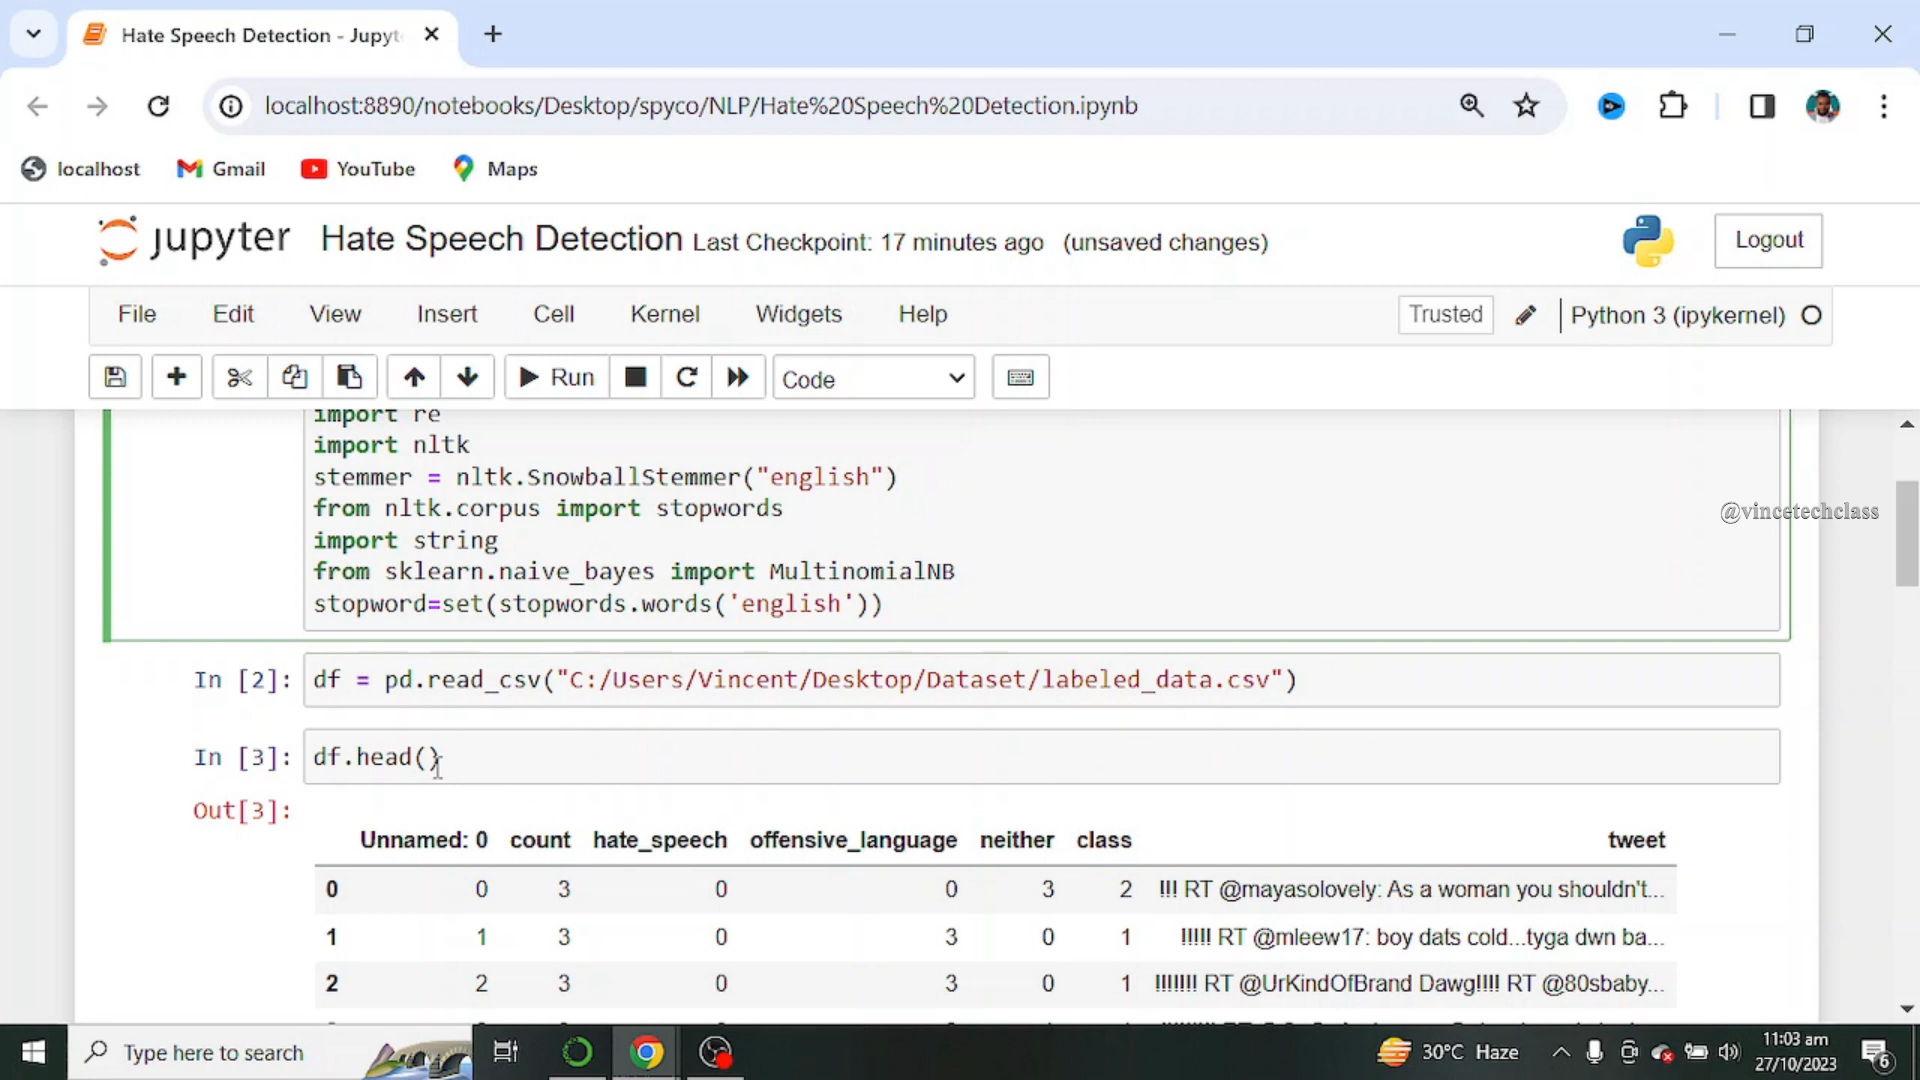 Hate Speech Detection - Jupyt
localhost:8890/notebooks/Desktop/spyco/NLP/Hate%20Speech%20Detection.ipynb
localhost Gmail YouTube Maps
jupyter Hate Speech Detection Last Checkpoint: 17 minutes ago (unsaved changes) Logout
File Edit View Insert Cell Kernel Widgets Help Trusted Python 3 (ipykernel)
Run Code
import re
import nltk
stemmer = nltk.SnowballStemmer("english")
from nltk.corpus import stopwords
@vincetechclass
import string
from sklearn.naive_bayes import MultinomialNB
stopword=set(stopwords.words('english'))
In [2]: df = pd.read_csv("C:/Users/Vincent/Desktop/Dataset/labeled_data.csv")
In [3]: df.head()
Out[3]:
Unnamed: 0 count hate_speech offensive_language neither class tweet
0 0 3 0 0 3 2 !!! RT @mayasolovely: As a woman you shouldn't...
1 1 3 0 3 0 1 !!!!! RT @mleew17: boy dats cold...tyga dwn ba...
2 2 3 0 3 0 1 !!!!!!! RT @UrKindOfBrand Dawg!!!! RT @80sbaby...
Type here to search 30°C Haze 11:03 am
27/10/2023 6